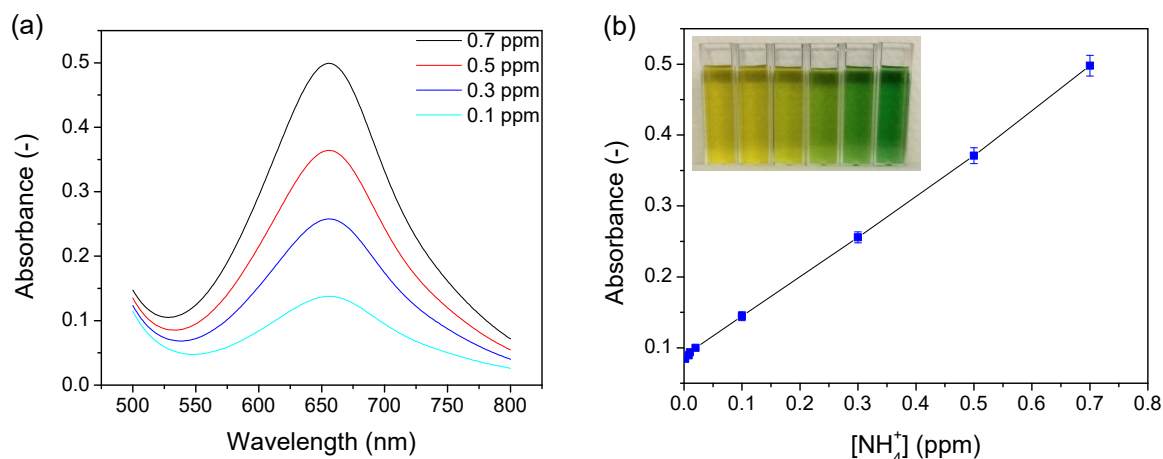 (a)
0.7 ppm
0.5 ppm
0.3 ppm
0.1 ppm
0.5
0.4
0.3
0.2
0.1
0.0
Absorbance (-)
500 550 600 650 700 750 800
Wavelength (nm)
(b)
0.5
0.4
0.3
0.2
0.1
Absorbance (-)
0.0 0.1 0.2 0.3 0.4 0.5 0.6 0.7 0.8
[NH₄⁺] (ppm)